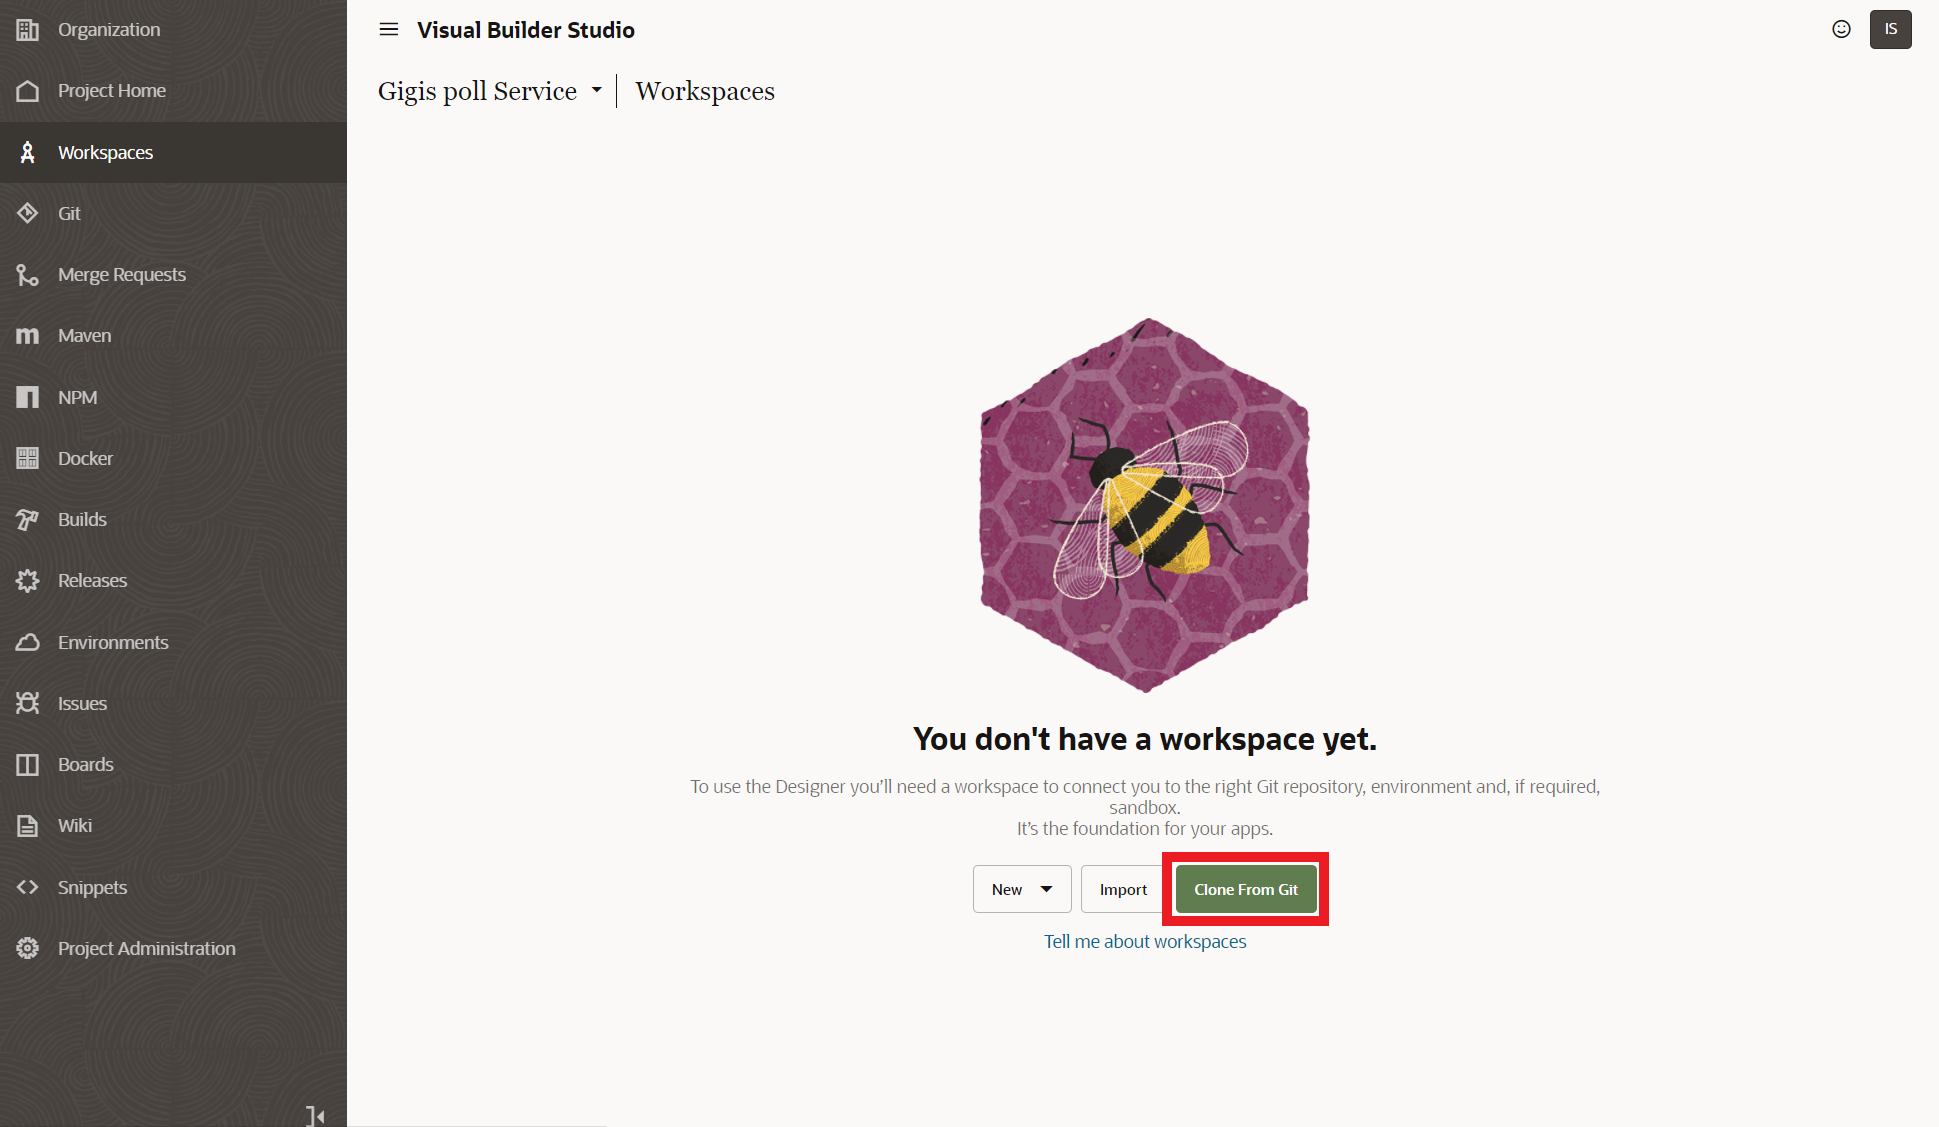 Organization
Project Home
Workspaces
Git
Merge Requests
Maven
NPM
Docker
Builds
Releases
Environments
Issues
Boards
Wiki
Snippets
Project Administration
Visual Builder Studio
IS
Gigis poll Service
Workspaces
You don't have a workspace yet.
To use the Designer you’ll need a workspace to connect you to the right Git repository, environment and, if required,
sandbox.
It’s the foundation for your apps.
New
Import
Clone From Git
Tell me about workspaces